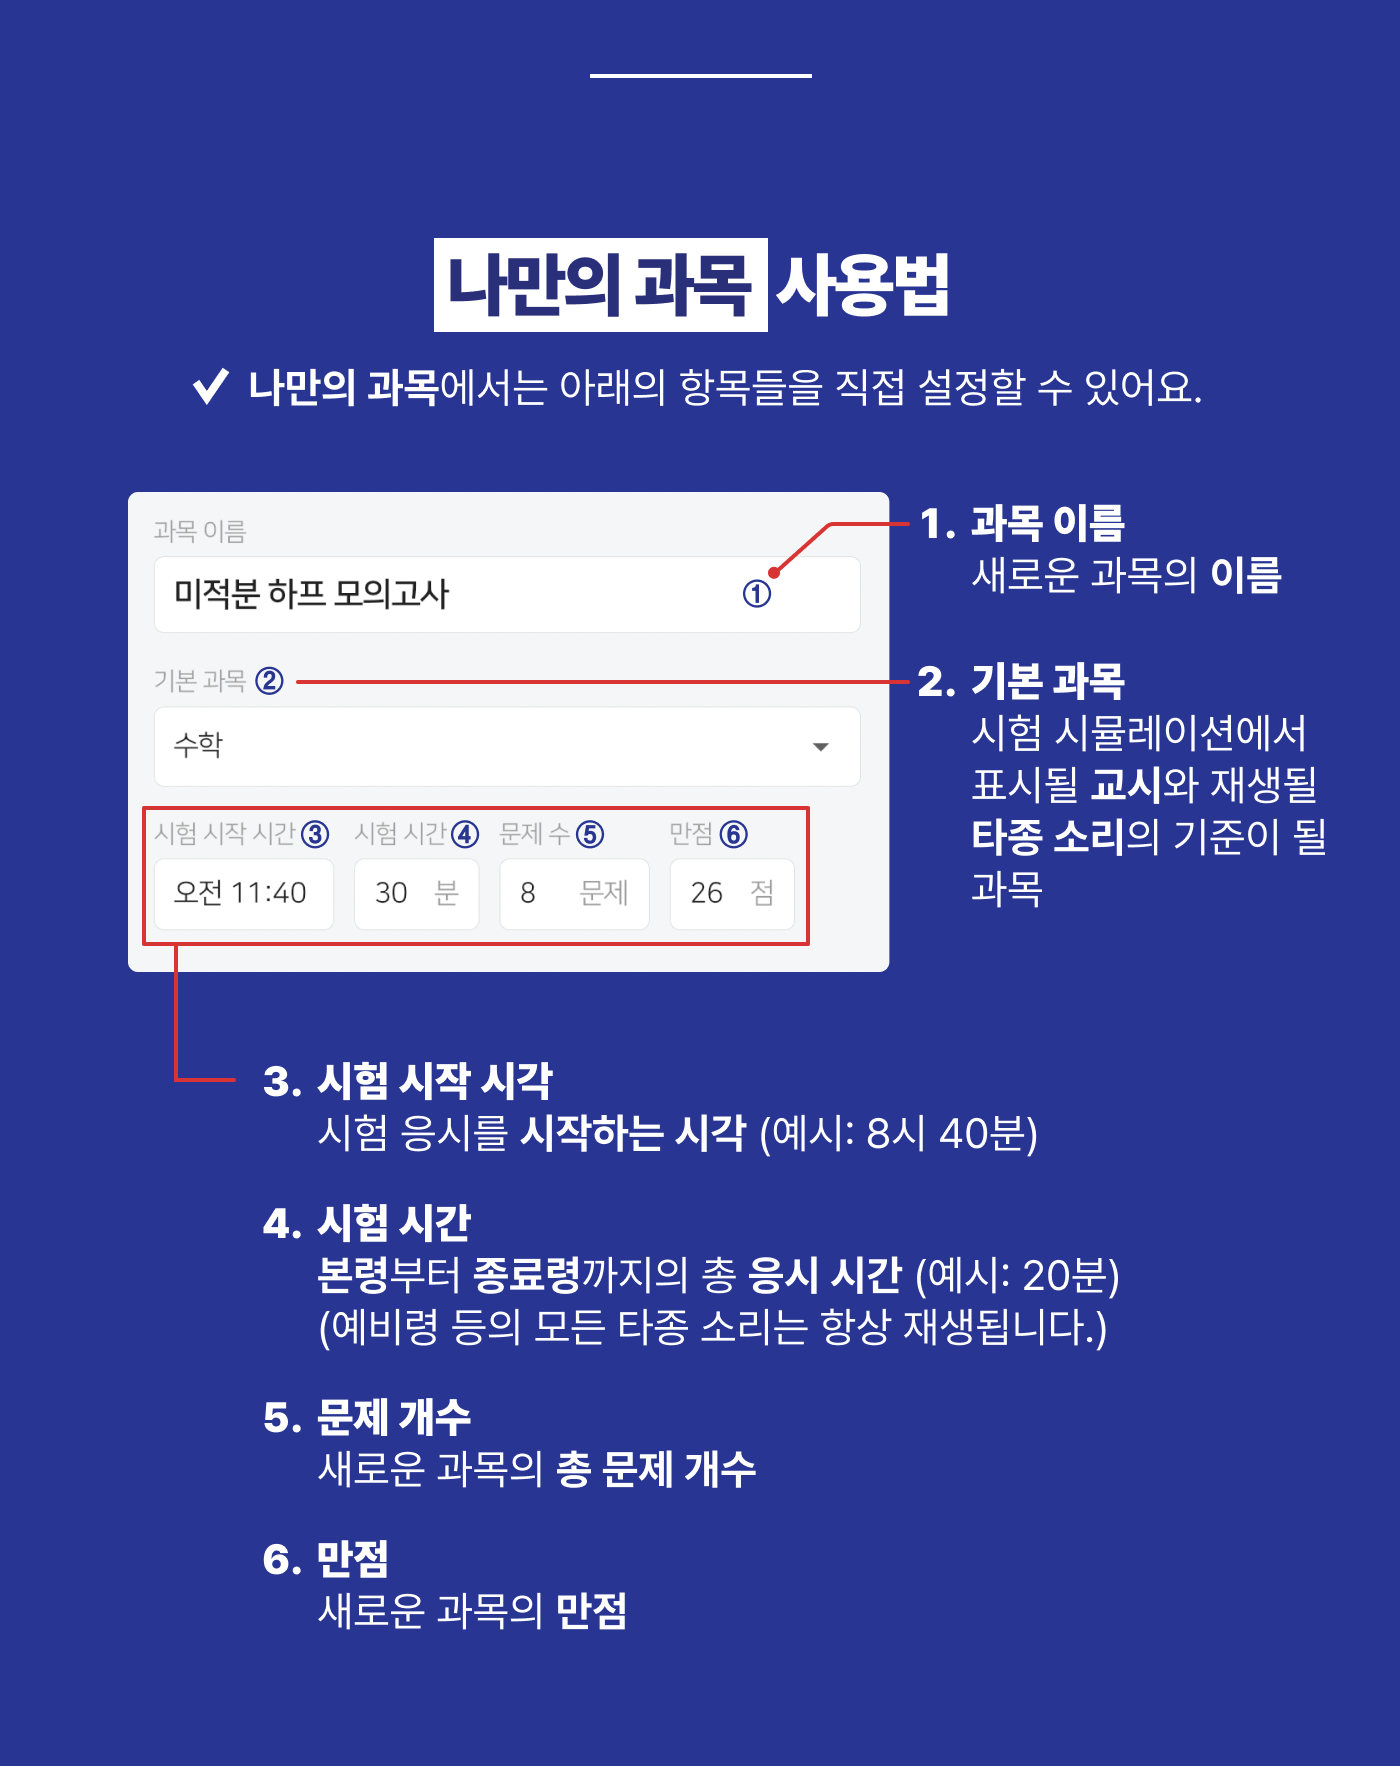 나만의 과목 사용법
✔ 나만의 과목에서는 아래의 항목들을 직접 설정할 수 있어요.
과목 이름
미적분 하프 모의고사 ①
기본 과목 ②
수학
시험 시작 시간 ③ 시험 시간 ④ 문제 수 ⑤ 만점 ⑥
오전 11:40 30 분 8 문제 26 점
1. 과목 이름
새로운 과목의 이름
2. 기본 과목
시험 시뮬레이션에서
표시될 교시와 재생될
타종 소리의 기준이 될
과목
3. 시험 시작 시각
시험 응시를 시작하는 시각 (예시: 8시 40분)
4. 시험 시간
본령부터 종료령까지의 총 응시 시간 (예시: 20분)
(예비령 등의 모든 타종 소리는 항상 재생됩니다.)
5. 문제 개수
새로운 과목의 총 문제 개수
6. 만점
새로운 과목의 만점